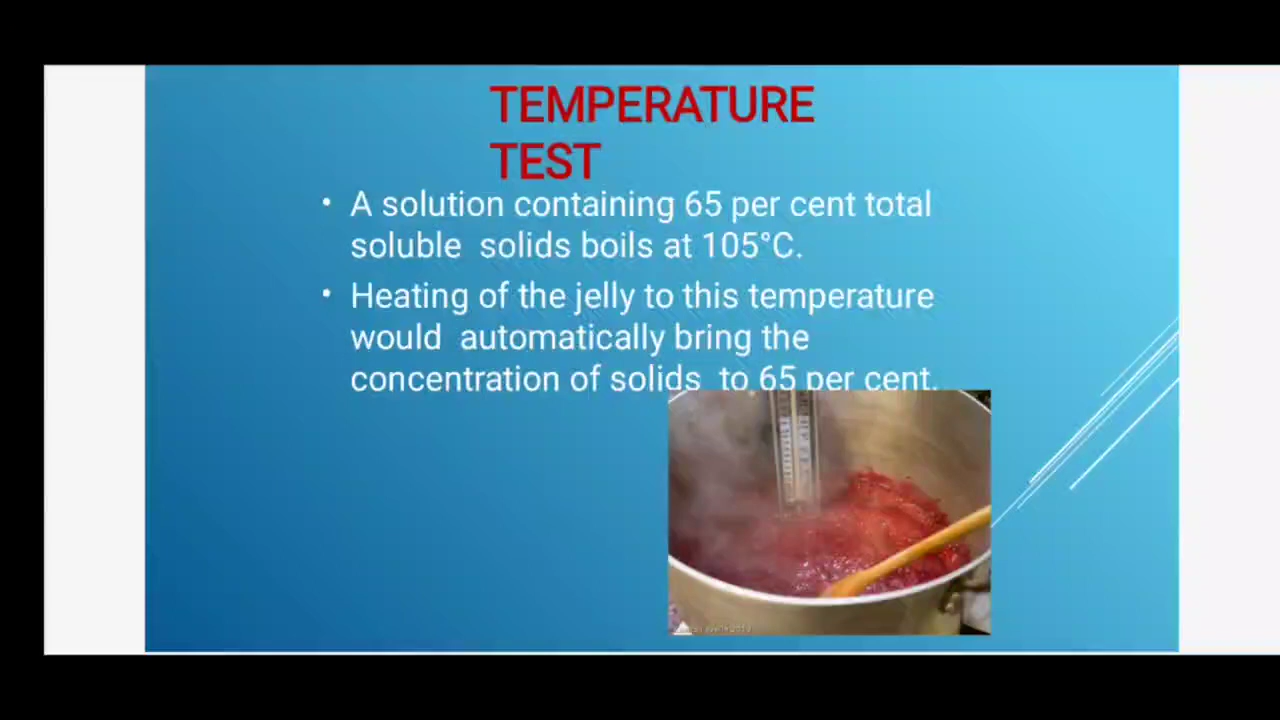 TEMPERATURE
TEST
• A solution containing 65 per cent total
soluble solids boils at 105°C.
• Heating of the jelly to this temperature
would automatically bring the
concentration of solids to 65 per cent.